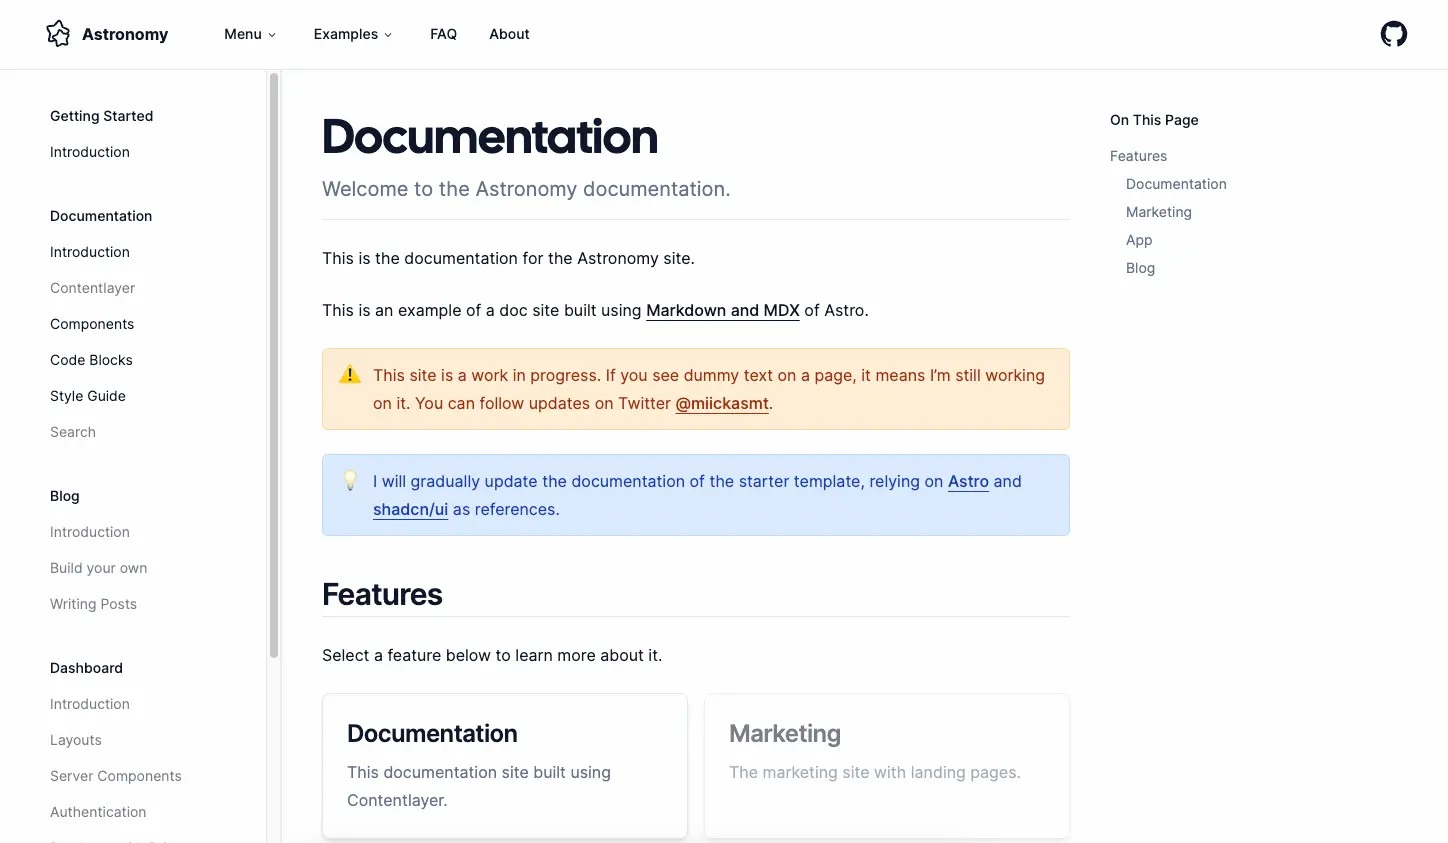 Astronomy
Menu
Examples
FAQ
About
Getting Started
Introduction
Documentation
Introduction
Contentlayer
Components
Code Blocks
Style Guide
Search
Blog
Introduction
Build your own
Writing Posts
Dashboard
Introduction
Layouts
Server Components
Authentication
Documentation
Welcome to the Astronomy documentation.
This is the documentation for the Astronomy site.
This is an example of a doc site built using Markdown and MDX of Astro.
This site is a work in progress. If you see dummy text on a page, it means I’m still working
on it. You can follow updates on Twitter @miickasmt.
I will gradually update the documentation of the starter template, relying on Astro and
shadcn/ui as references.
Features
Select a feature below to learn more about it.
Documentation
This documentation site built using
Contentlayer.
Marketing
The marketing site with landing pages.
On This Page
Features
Documentation
Marketing
App
Blog